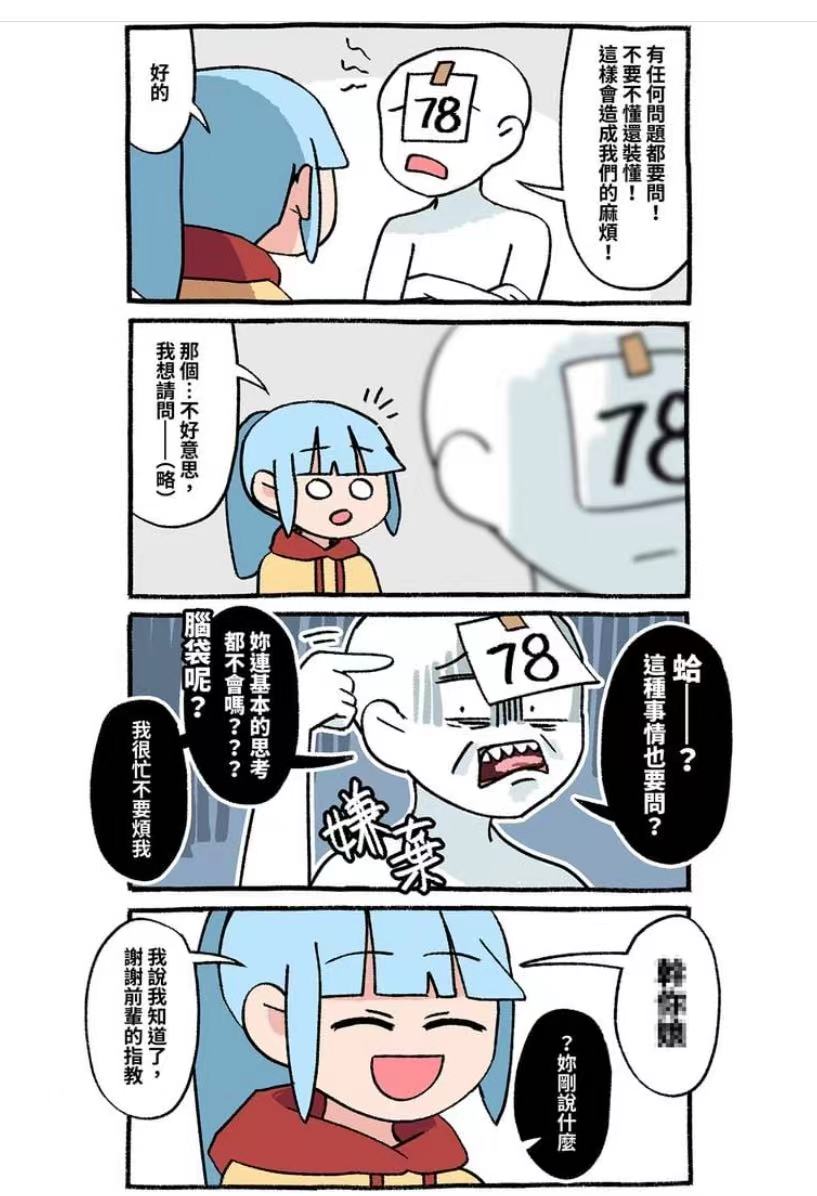 有任何問題都要問！
不要不懂還裝懂！
這樣會造成我們的麻煩！
78
好的
78
那個…不好意思，
我想請問——（略）
蛤——？
這種事情也要問？
78
妳連基本的思考
都不會嗎？？？
腦袋呢？
我很忙不要煩我
嫌棄
幹你娘
？妳剛說什麼
我說我知道了，
謝謝前輩的指教